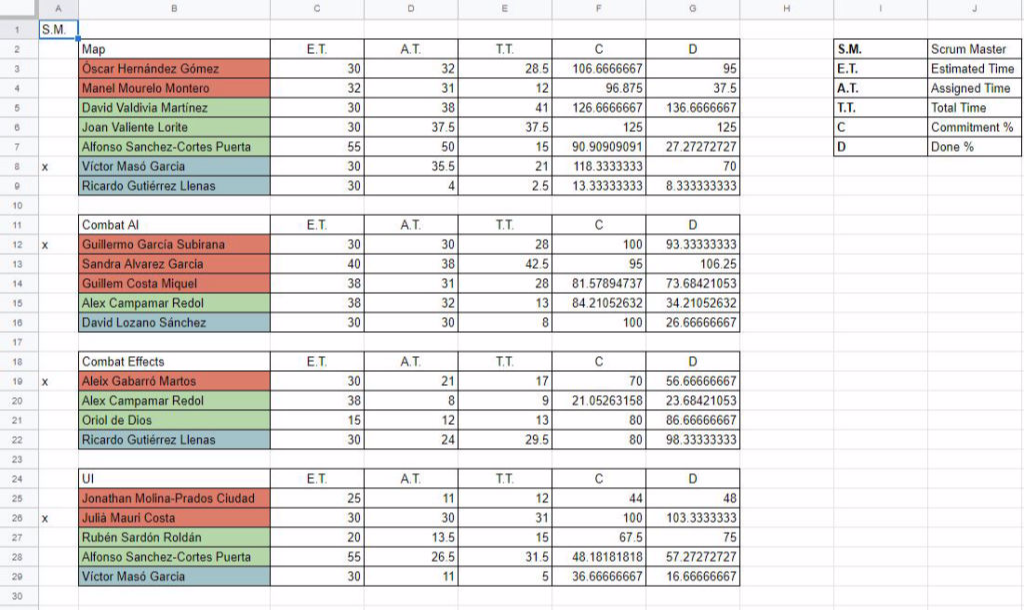 A B C D E F G H I J
1 S.M.
2 Map E.T. A.T. T.T. C D S.M. Scrum Master
3 Óscar Hernández Gómez 30 32 28.5 106.6666667 95 E.T. Estimated Time
4 Manel Mourelo Montero 32 31 12 96.875 37.5 A.T. Assigned Time
5 David Valdivia Martínez 30 38 41 126.6666667 136.6666667 T.T. Total Time
6 Joan Valiente Lorite 30 37.5 37.5 125 125 C Commitment %
7 Alfonso Sanchez-Cortes Puerta 55 50 15 90.90909091 27.27272727 D Done %
8 x Víctor Masó Garcia 30 35.5 21 118.3333333 70
9 Ricardo Gutiérrez Llenas 30 4 2.5 13.33333333 8.333333333
10
11 Combat AI E.T. A.T. T.T. C D
12 x Guillermo García Subirana 30 30 28 100 93.33333333
13 Sandra Alvarez Garcia 40 38 42.5 95 106.25
14 Guillem Costa Miquel 38 31 28 81.57894737 73.68421053
15 Alex Campamar Redol 38 32 13 84.21052632 34.21052632
16 David Lozano Sánchez 30 30 8 100 26.66666667
17
18 Combat Effects E.T. A.T. T.T. C D
19 x Aleix Gabarró Martos 30 21 17 70 56.66666667
20 Alex Campamar Redol 38 8 9 21.05263158 23.68421053
21 Oriol de Dios 15 12 13 80 86.66666667
22 Ricardo Gutiérrez Llenas 30 24 29.5 80 98.33333333
23
24 UI E.T. A.T. T.T. C D
25 Jonathan Molina-Prados Ciudad 25 11 12 44 48
26 x Julià Mauri Costa 30 30 31 100 103.3333333
27 Rubén Sardón Roldán 20 13.5 15 67.5 75
28 Alfonso Sanchez-Cortes Puerta 55 26.5 31.5 48.18181818 57.27272727
29 Víctor Masó Garcia 30 11 5 36.66666667 16.66666667
30